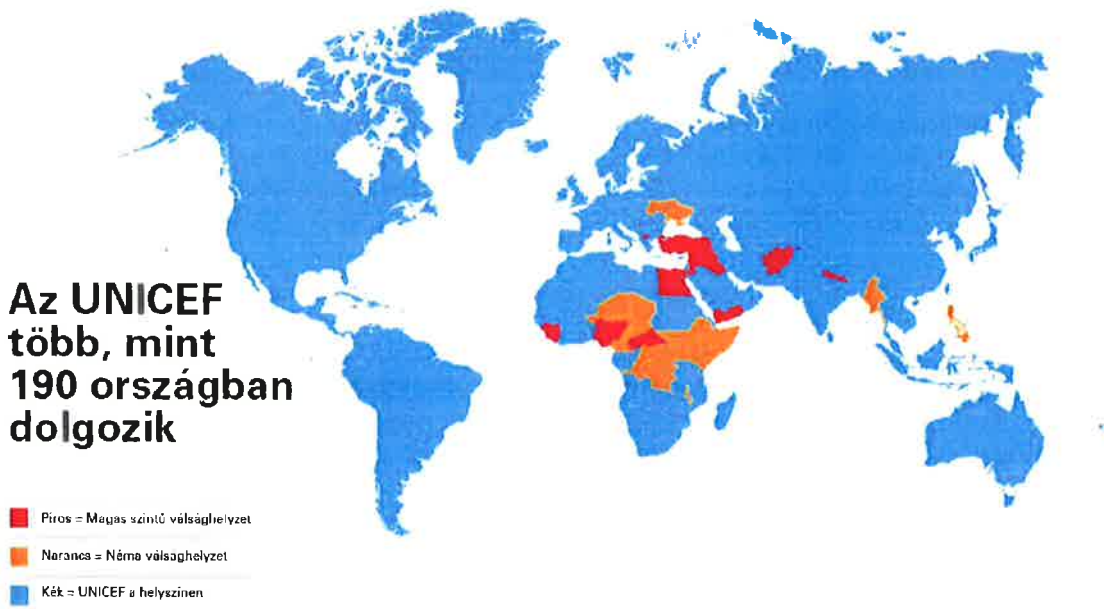 Az UNICEF
több, mint
190 országban
dolgozik
Piros = Magas szintű válsághelyzet
Narancs = Néma válsághelyzet
Kék = UNICEF a helyszínen